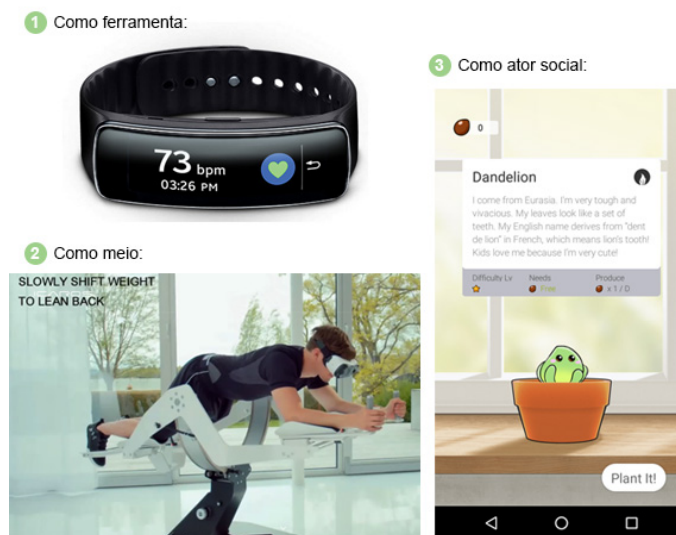 1 Como ferramenta:
73 bpm
03:26 PM
2 Como meio:
SLOWLY SHIFT WEIGHT
TO LEAN BACK
3 Como ator social:
0
Dandelion
I come from Eurasia. I'm very tough and
vivacious. My leaves look like a set of
teeth. My English name derives from "dent
de lion" in French, which means lion's tooth!
Kids love me because I'm very cute!
Difficulty Lv Needs Produce
Free x 1 / D
Plant It!